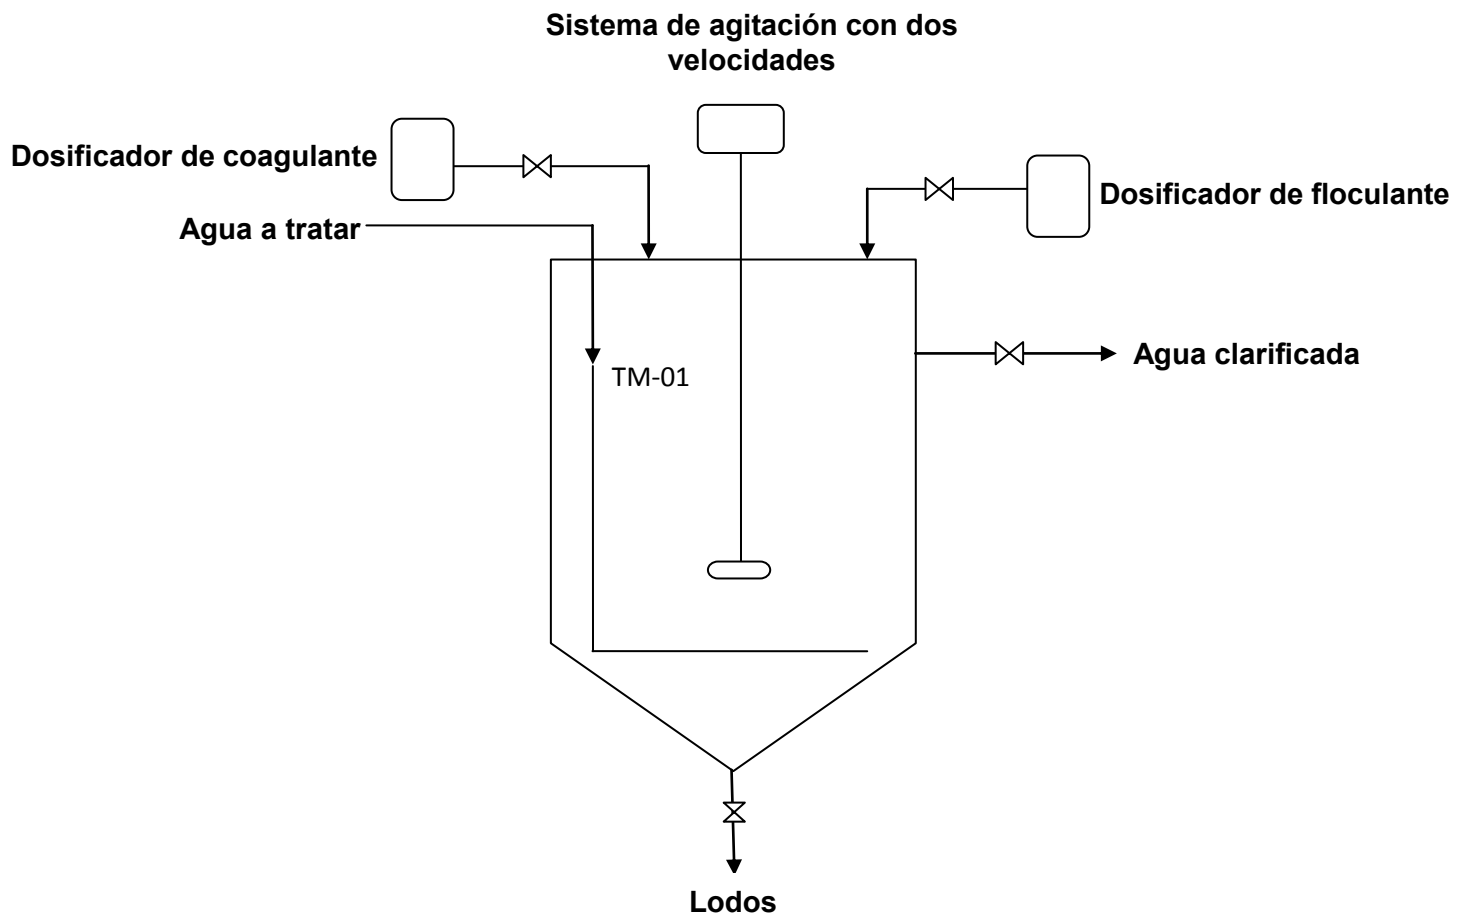 Sistema de agitación con dos
velocidades
Dosificador de coagulante
Dosificador de floculante
Agua a tratar
Agua clarificada
TM-01
Lodos